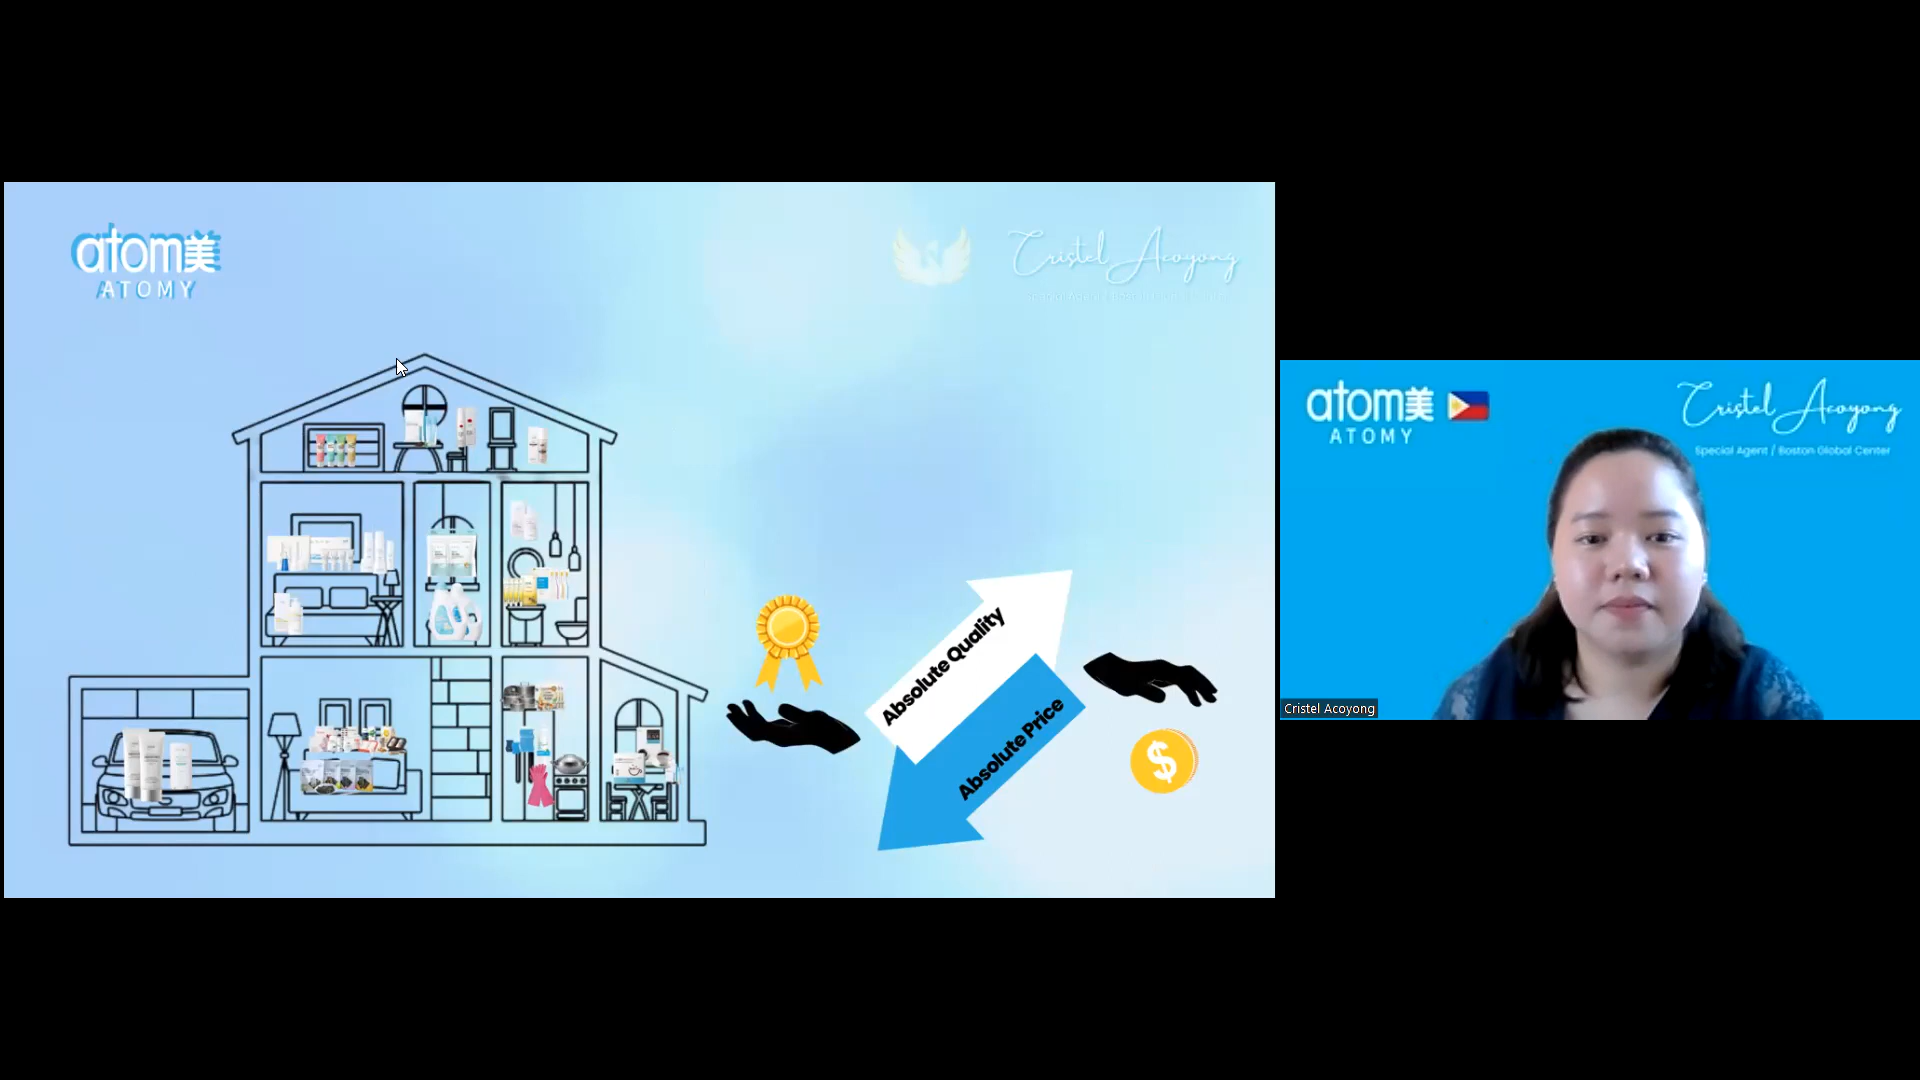 atom美
ATOMY
Cristel Acoyong
Absolute Quality
Absolute Price
$
atom美
ATOMY
Cristel Acoyong
Special Agent / Boston Global Center
Cristel Acoyong